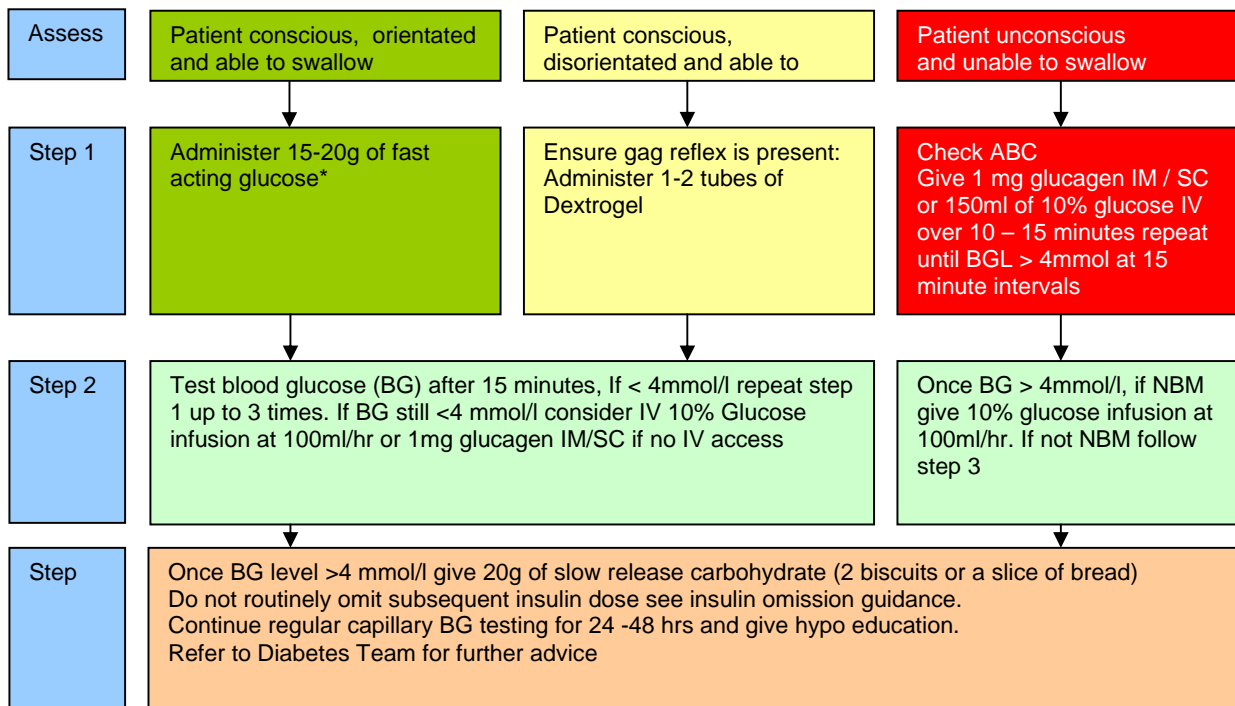 Assess
Patient conscious,  orientated
and able to swallow
Patient conscious,
disorientated and able to
Patient unconscious
and unable to swallow
Step 1
Administer 15-20g of fast
acting glucose*
Ensure gag reflex is present:
Administer 1-2 tubes of
Dextrogel
Check ABC
Give 1 mg glucagen IM / SC
or 150ml of 10% glucose IV
over 10 – 15 minutes repeat
until BGL > 4mmol at 15
minute intervals
Step 2
Test blood glucose (BG) after 15 minutes, If < 4mmol/l repeat step
1 up to 3 times. If BG still <4 mmol/l consider IV 10% Glucose
infusion at 100ml/hr or 1mg glucagen IM/SC if no IV access
Once BG > 4mmol/l, if NBM
give 10% glucose infusion at
100ml/hr. If not NBM follow
step 3
Step
Once BG level >4 mmol/l give 20g of slow release carbohydrate (2 biscuits or a slice of bread)
Do not routinely omit subsequent insulin dose see insulin omission guidance.
Continue regular capillary BG testing for 24 -48 hrs and give hypo education.
Refer to Diabetes Team for further advice